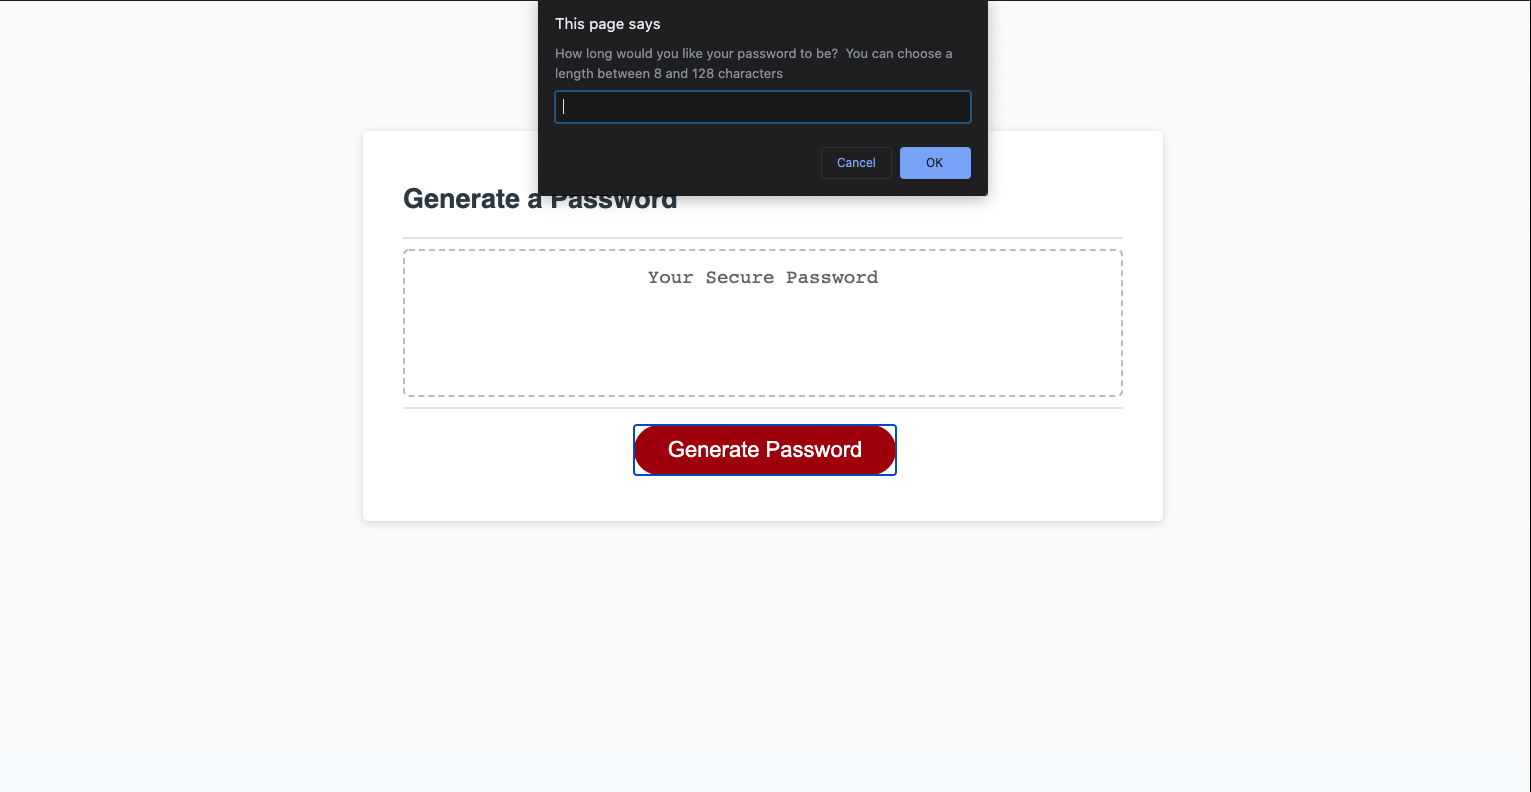 This page says
How long would you like your password to be?  You can choose a
length between 8 and 128 characters
Cancel
OK
Generate a Password
Your Secure Password
Generate Password